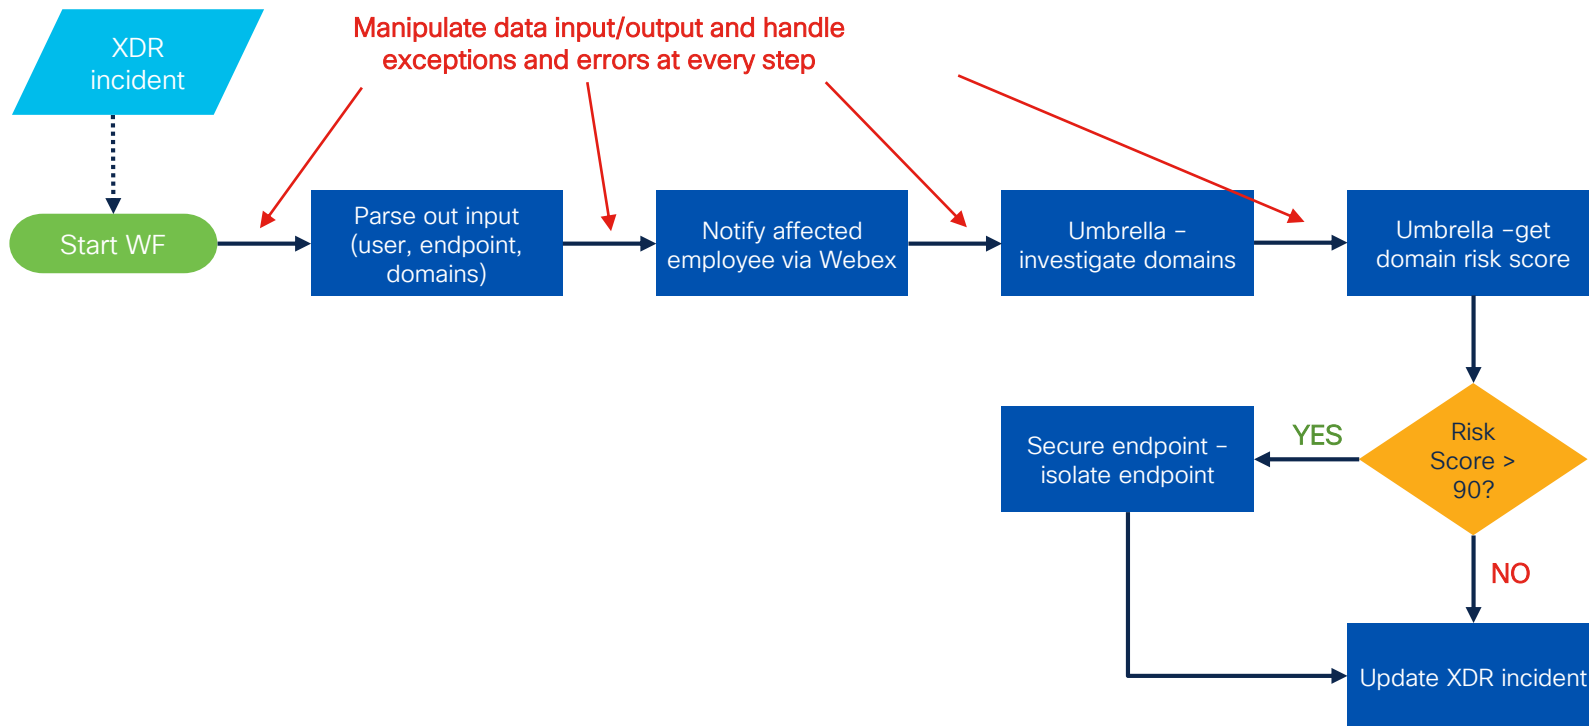 XDR
incident
Manipulate data input/output and handle
exceptions and errors at every step
Start WF
Parse out input
(user, endpoint,
domains)
Notify affected
employee via Webex
Umbrella –
investigate domains
Umbrella –get
domain risk score
Risk
Score >
90?
YES
Secure endpoint –
isolate endpoint
NO
Update XDR incident